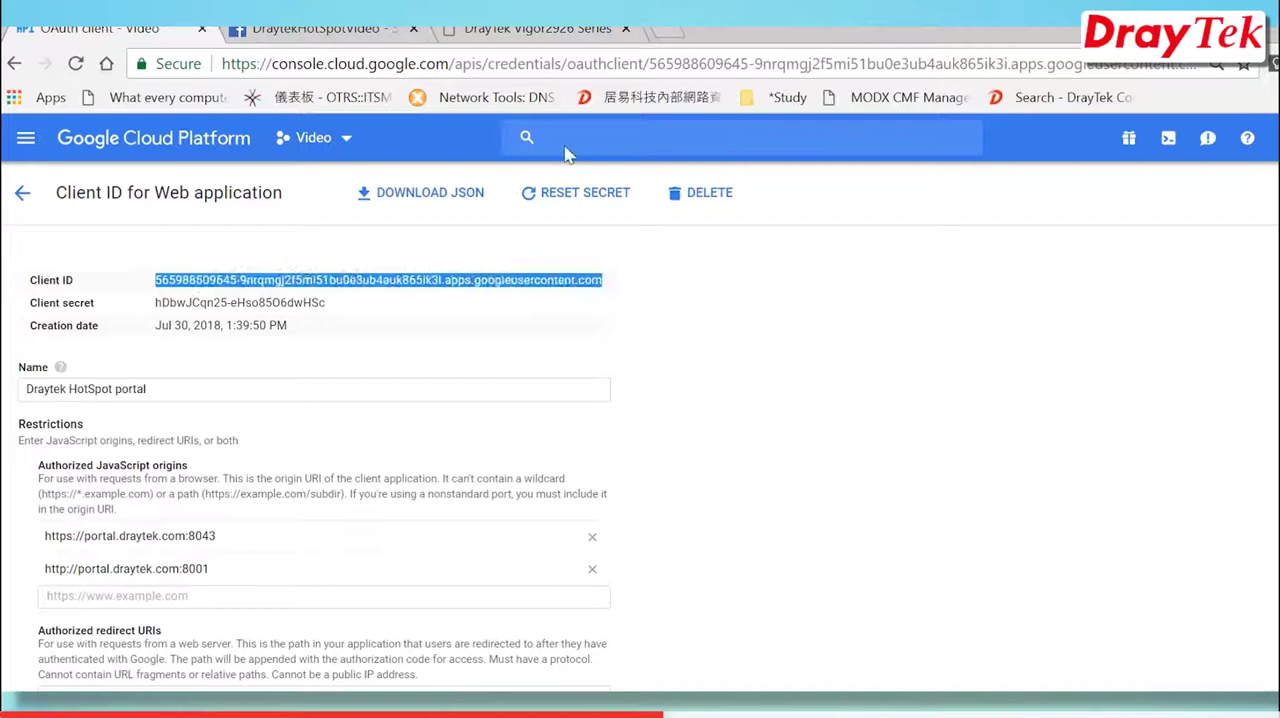 DrayTek
OAuth client - Video
DraytekHotSpotVideo - S
DrayTek Vigor2926 Series
Secure
https://console.cloud.google.com/apis/credentials/oauthclient/565988609645-9nrqmgj2f5mi51bu0e3ub4auk865ik3i.apps.googleusercontent.c...
Apps
What every compute
儀表板 - OTRS::ITSM
Network Tools: DNS
居易科技內部網路資
*Study
MODX CMF Manage
Search - DrayTek Co
Google Cloud Platform
Video
Client ID for Web application
DOWNLOAD JSON
RESET SECRET
DELETE
Client ID 565988609645-9nrqmgj2f5mi51bu0e3ub4auk865ik3i.apps.googleusercontent.com
Client secret hDbwJCqn25-eHso85O6dwHSc
Creation date Jul 30, 2018, 1:39:50 PM
Name
Draytek HotSpot portal
Restrictions
Enter JavaScript origins, redirect URIs, or both
Authorized JavaScript origins
For use with requests from a browser. This is the origin URI of the client application. It can't contain a wildcard
(https://*.example.com) or a path (https://example.com/subdir). If you're using a nonstandard port, you must include it
in the origin URI.
https://portal.draytek.com:8043
http://portal.draytek.com:8001
https://www.example.com
Authorized redirect URIs
For use with requests from a web server. This is the path in your application that users are redirected to after they have
authenticated with Google. The path will be appended with the authorization code for access. Must have a protocol.
Cannot contain URL fragments or relative paths. Cannot be a public IP address.